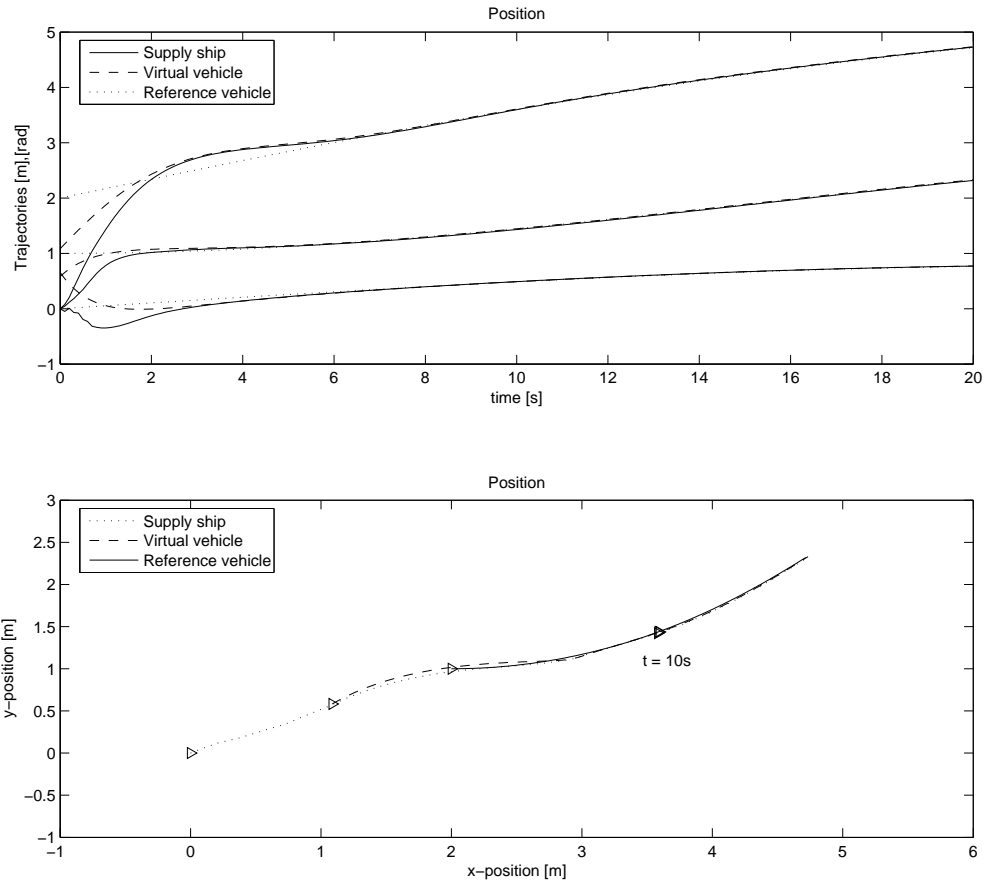 Position
5
4
3
2
1
0
−1
Trajectories [m],[rad]
Supply ship
Virtual vehicle
Reference vehicle
0 2 4 6 8 10 12 14 16 18 20
time [s]
Position
3
2.5
2
1.5
1
0.5
0
−0.5
−1
y−position [m]
Supply ship
Virtual vehicle
Reference vehicle
t = 10s
−1 0 1 2 3 4 5 6
x−position [m]